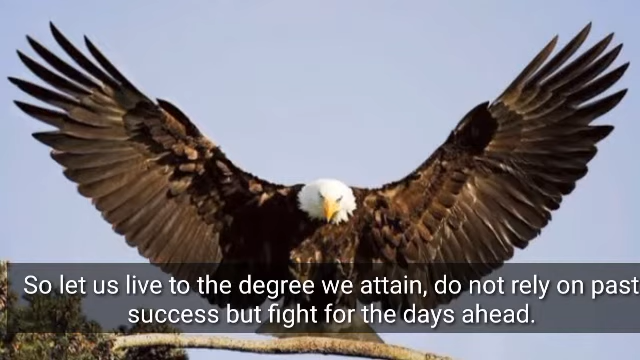 So let us live to the degree we attain, do not rely on past
success but fight for the days ahead.